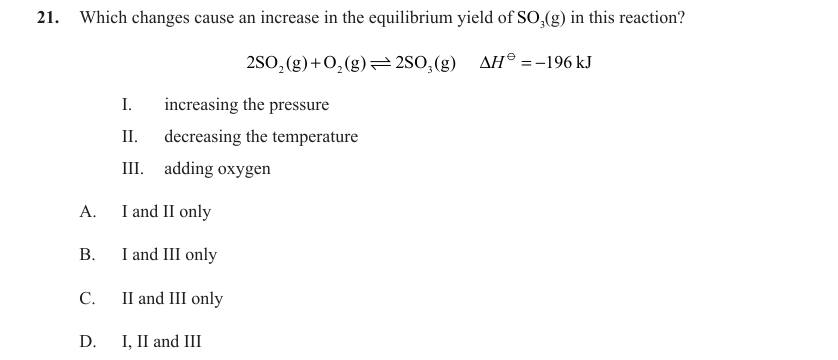 21. Which changes cause an increase in the equilibrium yield of SO₃(g) in this reaction?
2SO₂(g)+O₂(g)⇌2SO₃(g) ΔH⊖ =−196 kJ
I. increasing the pressure
II. decreasing the temperature
III. adding oxygen
A. I and II only
B. I and III only
C. II and III only
D. I, II and III